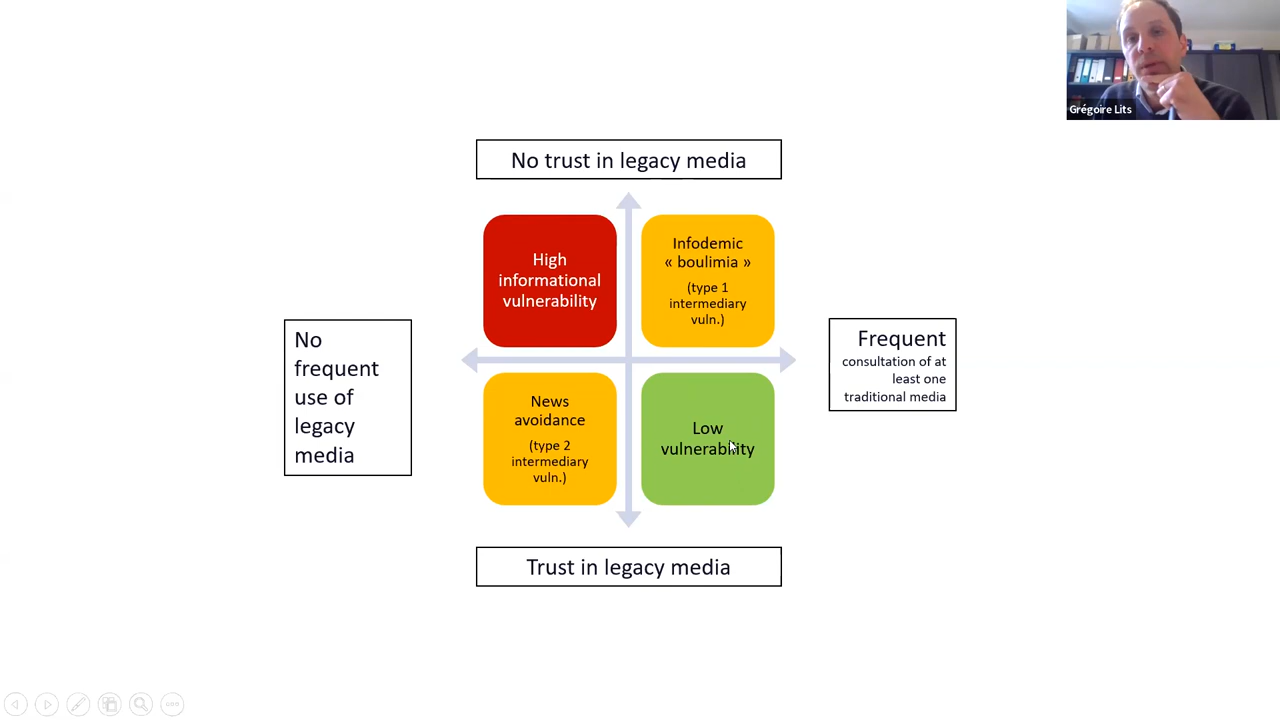 Grégoire Lits
No trust in legacy media
High
informational
vulnerability
Infodemic
« boulimia »
(type 1
intermediary
vuln.)
No
frequent
use of
legacy
media
Frequent
consultation of at
least one
traditional media
News
avoidance
(type 2
intermediary
vuln.)
Low
vulnerability
Trust in legacy media